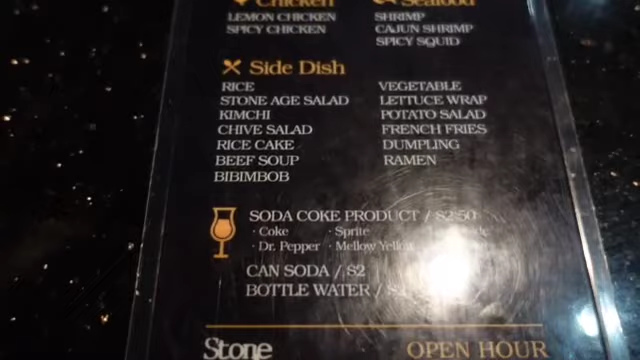 Chicken
Seafood
LEMON CHICKEN
SHRIMP
SPICY CHICKEN
CAJUN SHRIMP
SPICY SQUID
Side Dish
RICE
VEGETABLE
STONE AGE SALAD
LETTUCE WRAP
KIMCHI
POTATO SALAD
CHIVE SALAD
FRENCH FRIES
RICE CAKE
DUMPLING
BEEF SOUP
RAMEN
BIBIMBOB
SODA COKE PRODUCT / $2.50
· Coke · Sprite
· Dr. Pepper · Mellow Yellow
CAN SODA / $2
BOTTLE WATER /
Stone
OPEN HOUR